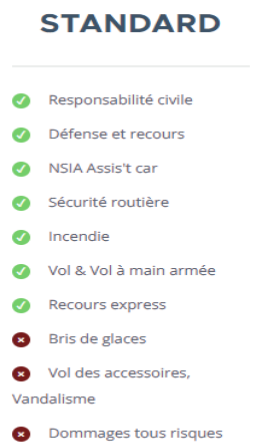 STANDARD
Responsabilité civile
Défense et recours
NSIA Assis't car
Sécurité routière
Incendie
Vol & Vol à main armée
Recours express
Bris de glaces
Vol des accessoires,
Vandalisme
Dommages tous risques